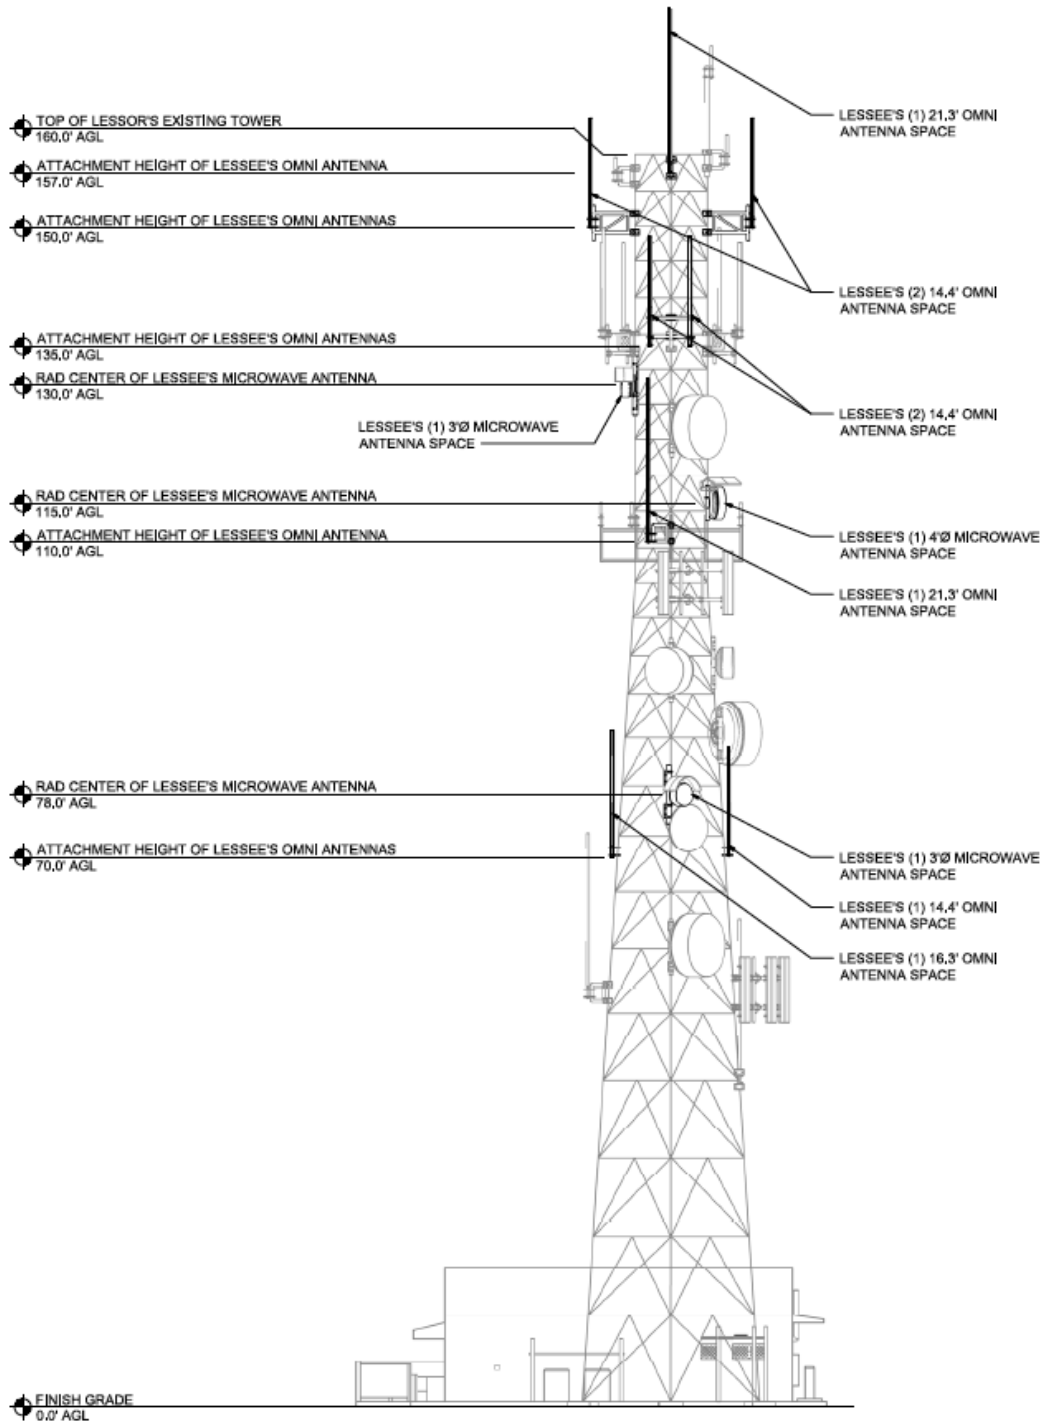 LESSEE'S (1) 21.3' OMNI
ANTENNA SPACE
TOP OF LESSOR'S EXISTING TOWER
160.0' AGL
ATTACHMENT HEIGHT OF LESSEE'S OMNI ANTENNA
157.0' AGL
ATTACHMENT HEIGHT OF LESSEE'S OMNI ANTENNAS
150.0' AGL
LESSEE'S (2) 14.4' OMNI
ANTENNA SPACE
ATTACHMENT HEIGHT OF LESSEE'S OMNI ANTENNAS
135.0' AGL
RAD CENTER OF LESSEE'S MICROWAVE ANTENNA
130.0' AGL
LESSEE'S (2) 14.4' OMNI
ANTENNA SPACE
LESSEE'S (1) 3'Ø MICROWAVE
ANTENNA SPACE
RAD CENTER OF LESSEE'S MICROWAVE ANTENNA
115.0' AGL
ATTACHMENT HEIGHT OF LESSEE'S OMNI ANTENNA
110.0' AGL
LESSEE'S (1) 4'Ø MICROWAVE
ANTENNA SPACE
LESSEE'S (1) 21.3' OMNI
ANTENNA SPACE
RAD CENTER OF LESSEE'S MICROWAVE ANTENNA
78.0' AGL
ATTACHMENT HEIGHT OF LESSEE'S OMNI ANTENNAS
70.0' AGL
LESSEE'S (1) 3'Ø MICROWAVE
ANTENNA SPACE
LESSEE'S (1) 14.4' OMNI
ANTENNA SPACE
LESSEE'S (1) 16.3' OMNI
ANTENNA SPACE
FINISH GRADE
0.0' AGL